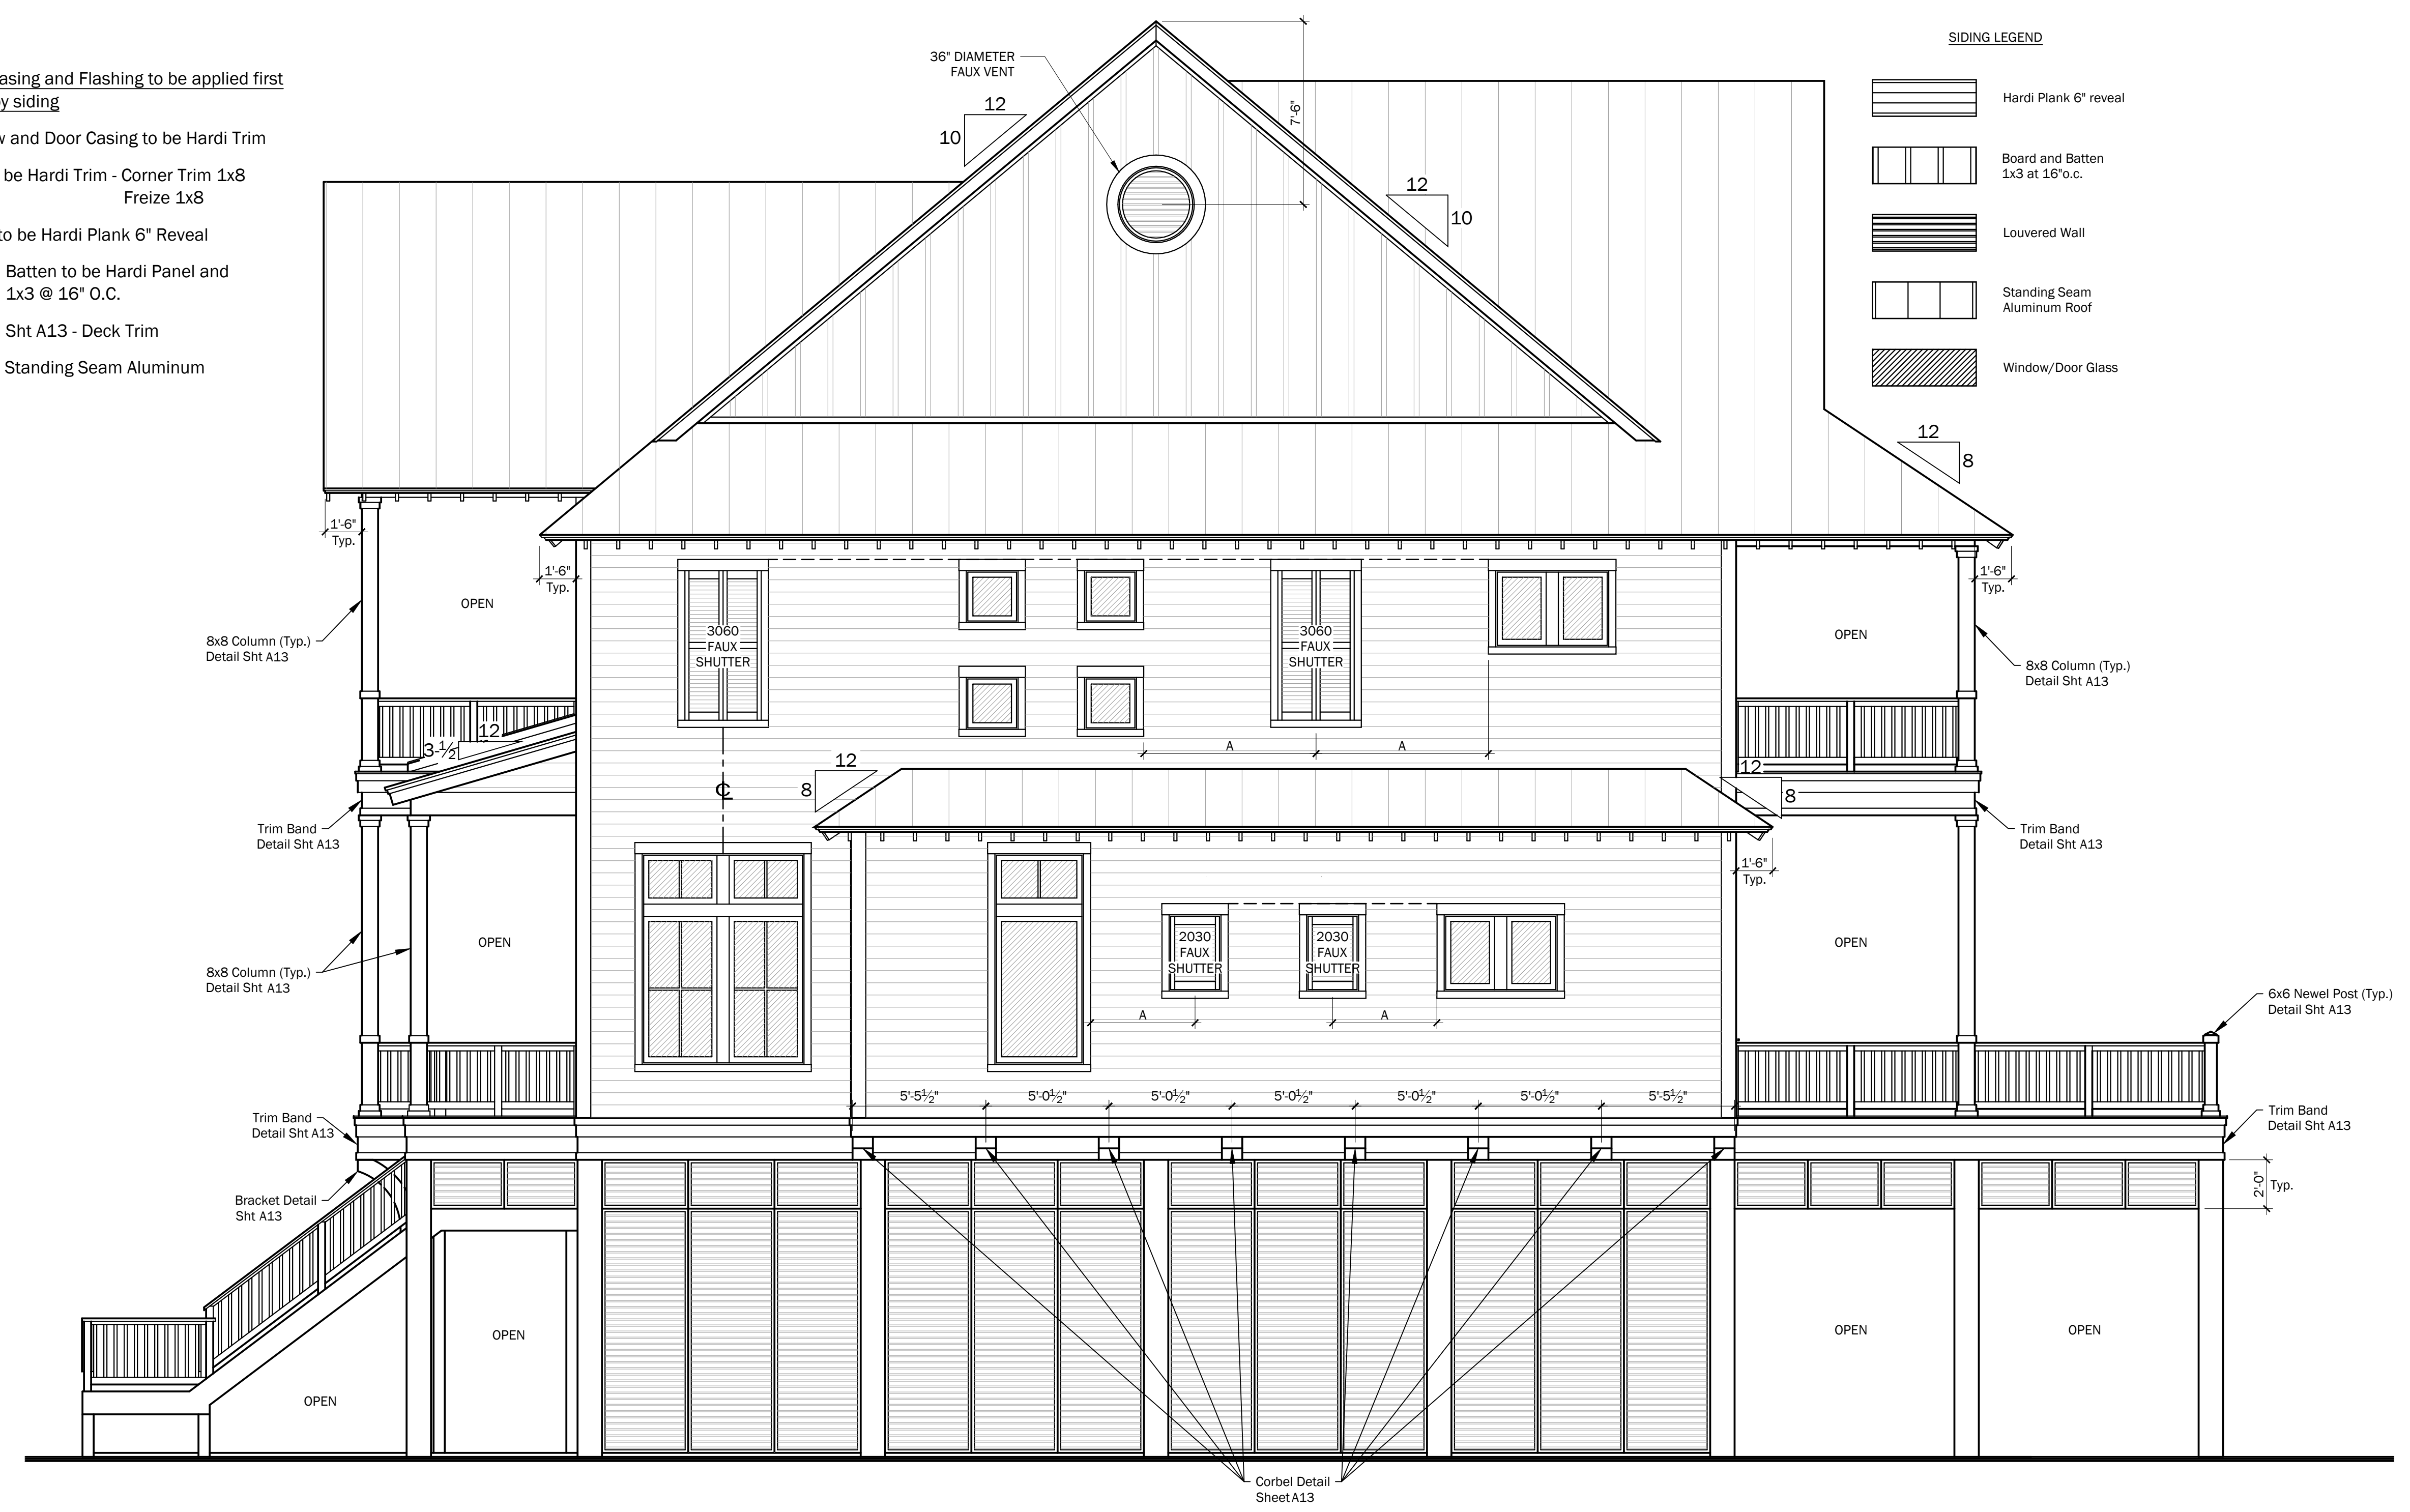 asing and Flashing to be applied first
y siding
w and Door Casing to be Hardi Trim
be Hardi Trim - Corner Trim 1x8
Freize 1x8
to be Hardi Plank 6" Reveal
Batten to be Hardi Panel and
1x3 @ 16" O.C.
Sht A13 - Deck Trim
Standing Seam Aluminum
36" DIAMETER
FAUX VENT
12
10
7'-6"
12
10
SIDING LEGEND
Hardi Plank 6" reveal
Board and Batten
1x3 at 16"o.c.
Louvered Wall
Standing Seam
Aluminum Roof
Window/Door Glass
12
8
1'-6"
Typ.
1'-6"
Typ.
1'-6"
Typ.
OPEN
8x8 Column (Typ.)
Detail Sht A13
3060
FAUX
SHUTTER
3060
FAUX
SHUTTER
OPEN
8x8 Column (Typ.)
Detail Sht A13
12
3-½
A
A
12
8
℄
12
8
Trim Band
Detail Sht A13
Trim Band
Detail Sht A13
1'-6"
Typ.
OPEN
8x8 Column (Typ.)
Detail Sht A13
2030
FAUX
SHUTTER
2030
FAUX
SHUTTER
OPEN
A
A
6x6 Newel Post (Typ.)
Detail Sht A13
5'-5½"
5'-0½"
5'-0½"
5'-0½"
5'-0½"
5'-0½"
5'-5½"
Trim Band
Detail Sht A13
Trim Band
Detail Sht A13
Bracket Detail
Sht A13
2'-0"
Typ.
OPEN
OPEN
OPEN
OPEN
Corbel Detail
Sheet A13